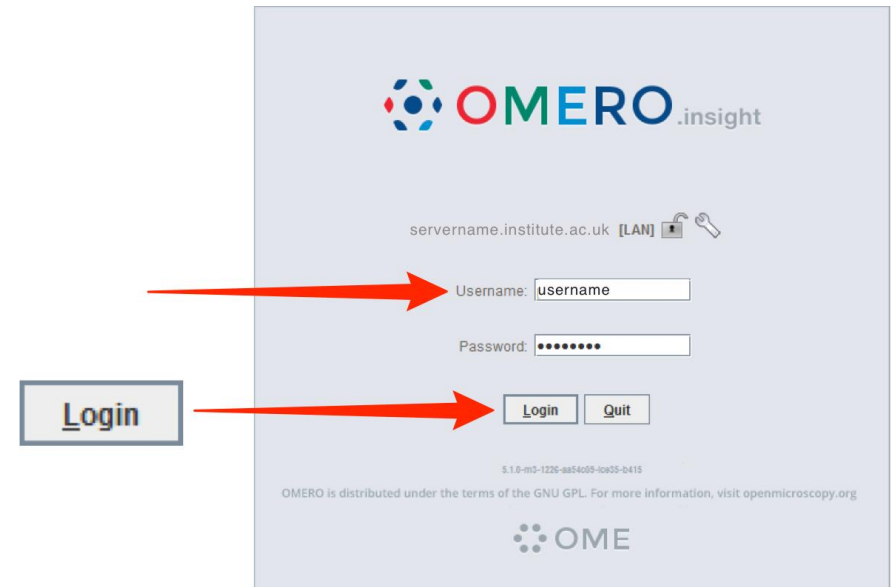 OMERO.insight
servername.institute.ac.uk [LAN]
Username: username
Password: ••••••••
Login
Login Quit
OMERO is distributed under the terms of the GNU GPL. For more information, visit openmicroscopy.org
OME